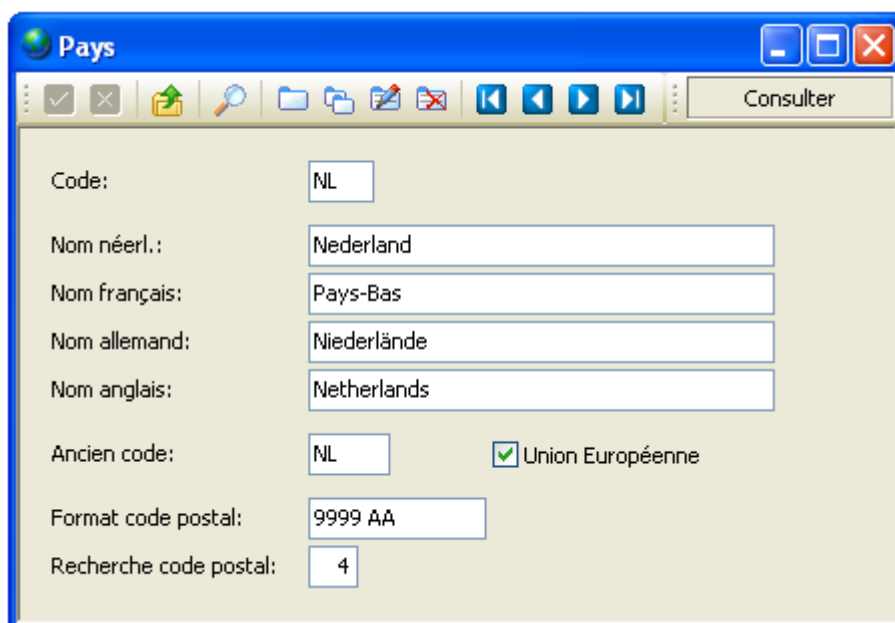 Pays
Consulter
Code: NL
Nom néerl.: Nederland
Nom français: Pays-Bas
Nom allemand: Niederlände
Nom anglais: Netherlands
Ancien code: NL Union Européenne
Format code postal: 9999 AA
Recherche code postal: 4